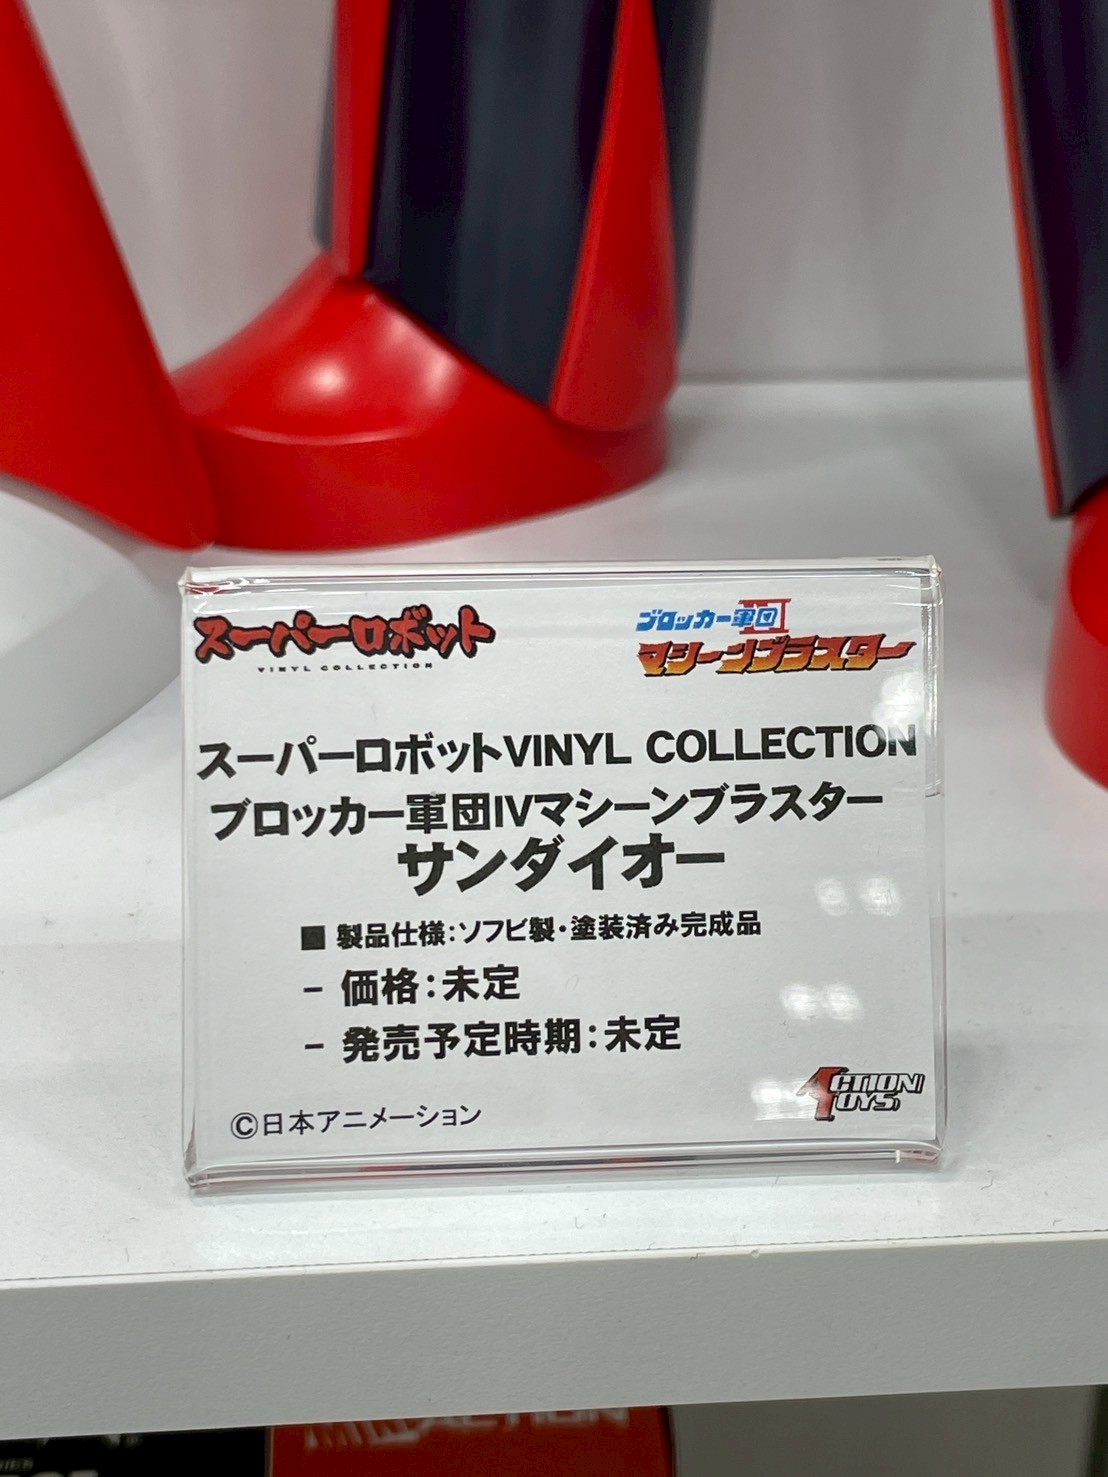 スーパーロボット
VINYL COLLECTION
ブロッカー軍団IV
マシーンブラスター
スーパーロボットVINYL COLLECTION
ブロッカー軍団IVマシーンブラスター
サンダイオー
■ 製品仕様:ソフビ製・塗装済み完成品
- 価格:未定
- 発売予定時期:未定
©日本アニメーション
ACTION
TOYS
ACTION